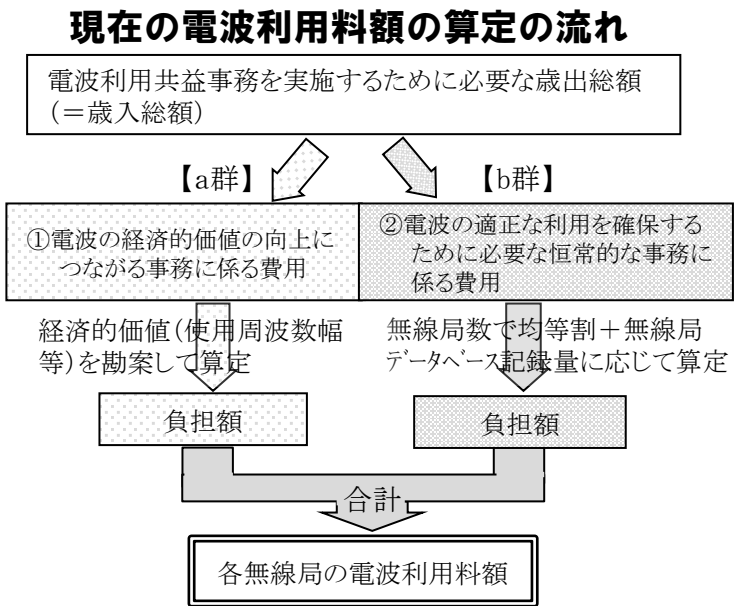 現在の電波利用料額の算定の流れ
電波利用共益事務を実施するために必要な歳出総額
(=歳入総額)
【a群】
【b群】
①電波の経済的価値の向上に
つながる事務に係る費用
②電波の適正な利用を確保する
ために必要な恒常的な事務に
係る費用
経済的価値(使用周波数幅
等)を勘案して算定
無線局数で均等割+無線局
データベース記録量に応じて算定
負担額
負担額
合計
各無線局の電波利用料額